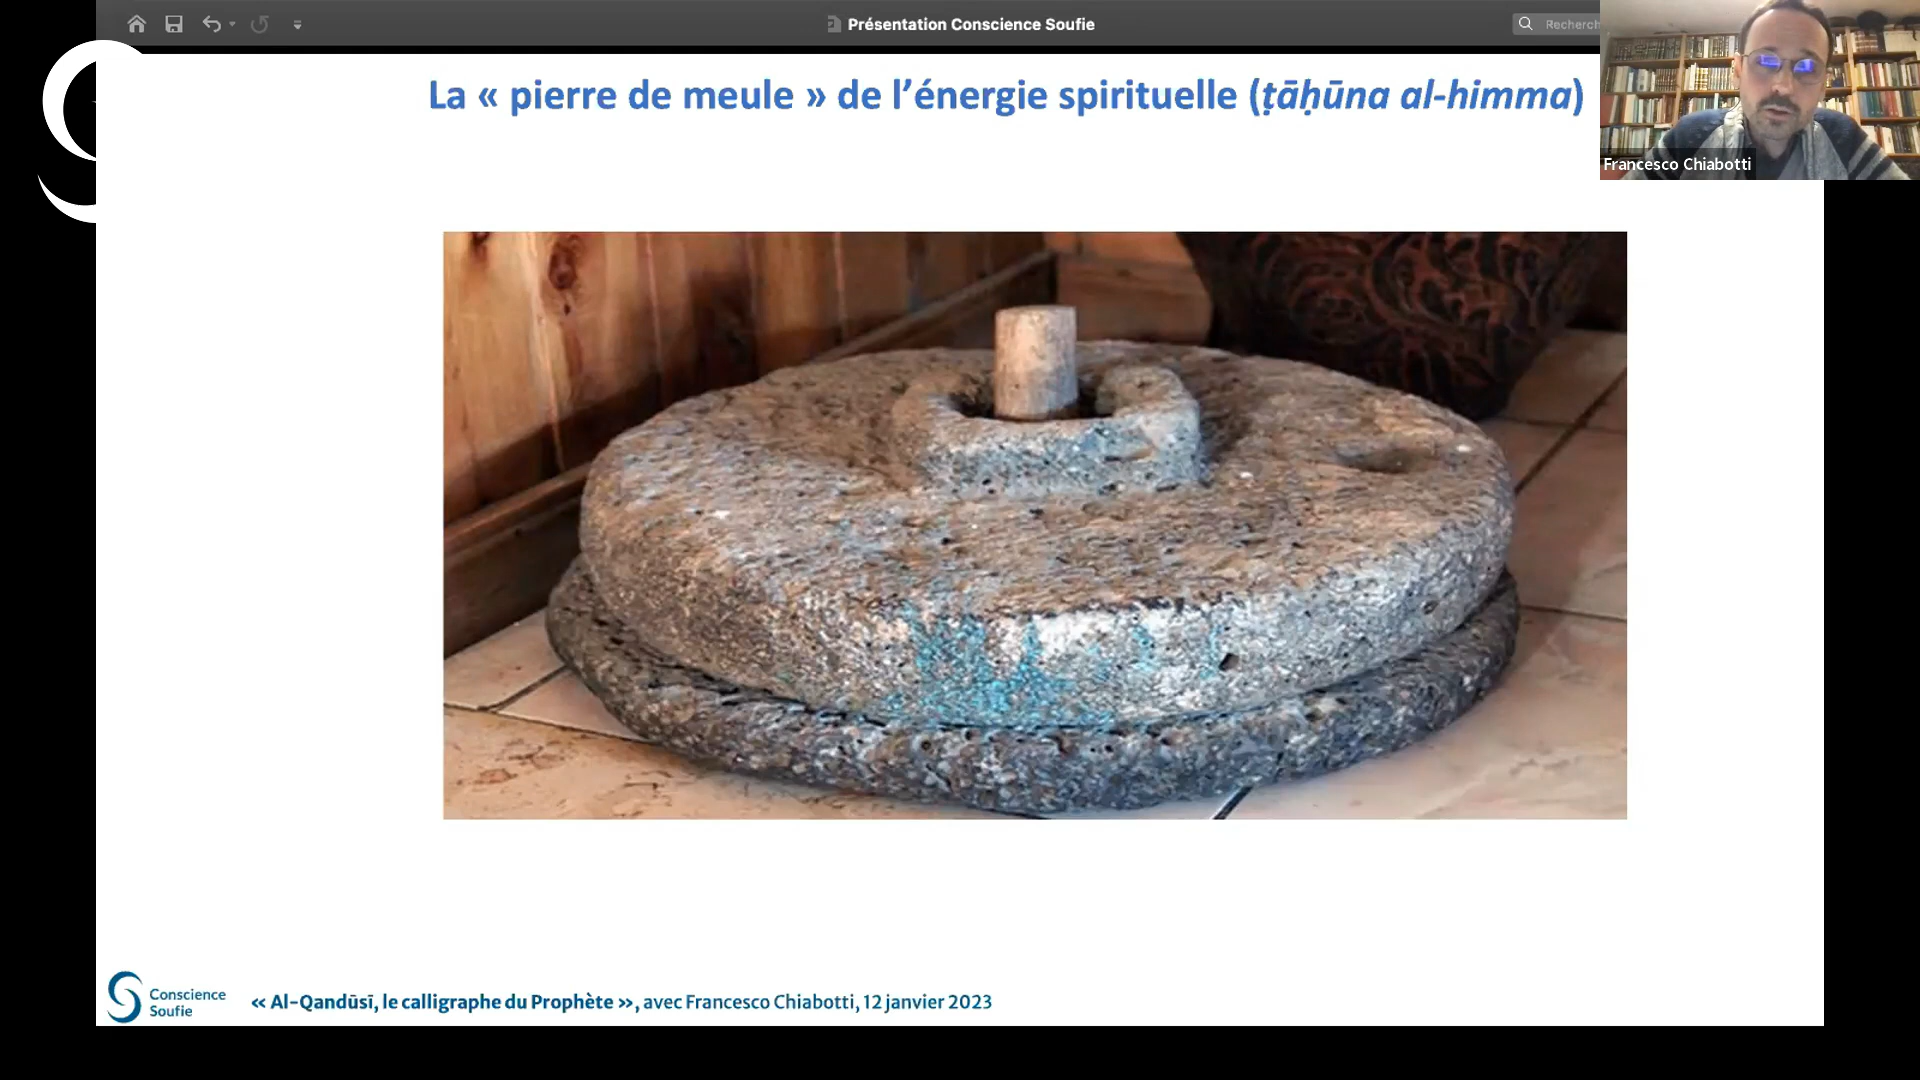 Présentation Conscience Soufie
Recherch
La « pierre de meule » de l’énergie spirituelle (ṭāḥūna al-himma)
Francesco Chiabotti
Conscience
Soufie
« Al-Qandūsī, le calligraphe du Prophète », avec Francesco Chiabotti, 12 janvier 2023